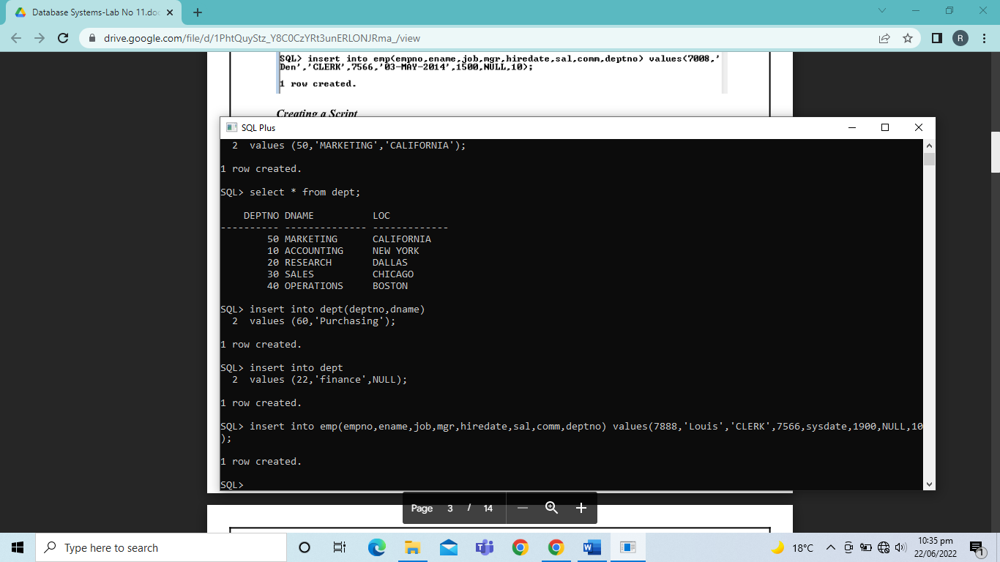 Database Systems-Lab No 11.doc
drive.google.com/file/d/1PhtQuyStz_Y8C0CzYRt3unERLONJRma_/view
R
SQL> insert into emp(empno,ename,job,mgr,hiredate,sal,comm,deptno) values(7008,'
Den','CLERK',7566,'03-MAY-2014',1500,NULL,10);
1 row created.
Creating a Script
SQL Plus
2 values (50,'MARKETING','CALIFORNIA');
1 row created.
SQL> select * from dept;
DEPTNO DNAME LOC
---------- -------------- -------------
50 MARKETING CALIFORNIA
10 ACCOUNTING NEW YORK
20 RESEARCH DALLAS
30 SALES CHICAGO
40 OPERATIONS BOSTON
SQL> insert into dept(deptno,dname)
2 values (60,'Purchasing');
1 row created.
SQL> insert into dept
2 values (22,'finance',NULL);
1 row created.
SQL> insert into emp(empno,ename,job,mgr,hiredate,sal,comm,deptno) values(7888,'Louis','CLERK',7566,sysdate,1900,NULL,10
);
1 row created.
SQL>
Page 3 / 14
Type here to search
18°C
10:35 pm
22/06/2022
1